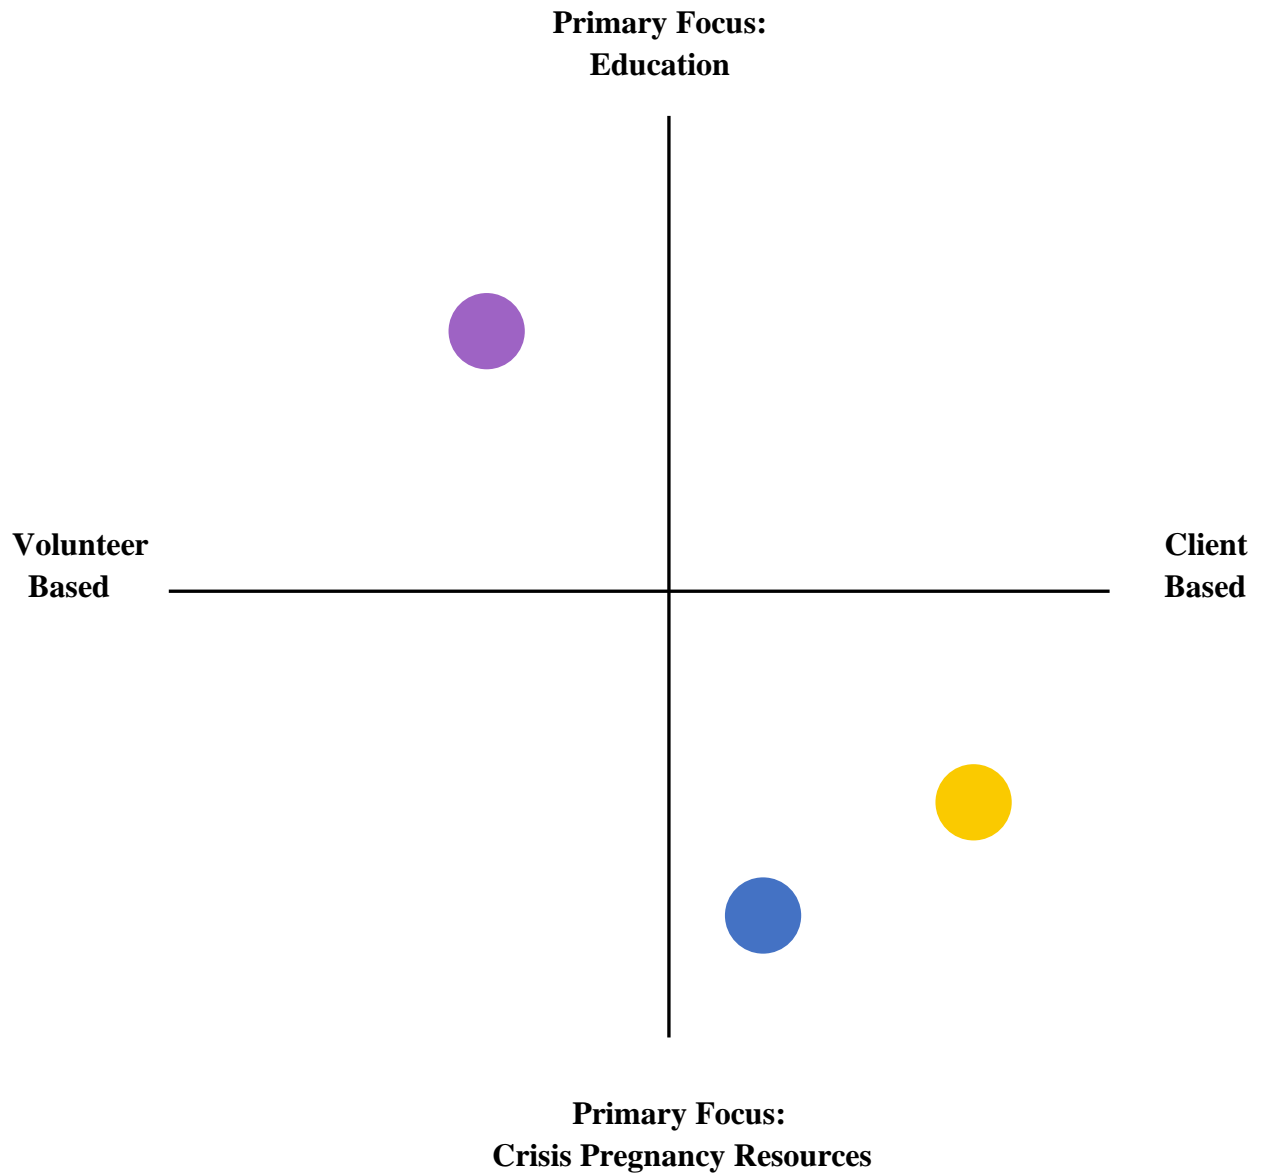 Primary Focus:
Education
Volunteer
Based
Client
Based
Primary Focus:
Crisis Pregnancy Resources